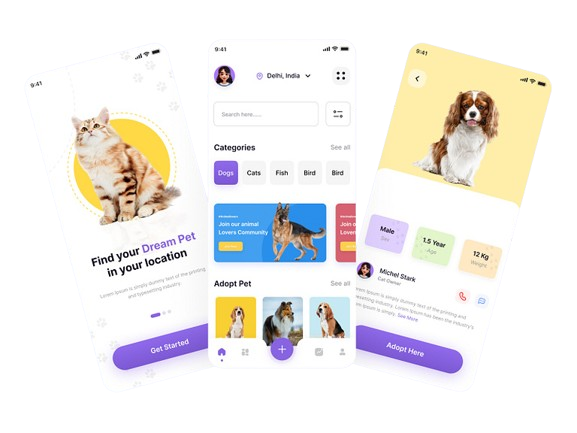 9:41
Find your Dream Pet
in your location
Lorem Ipsum is simply dummy text of the printing
and typesetting industry.
Get Started
9:41
Delhi, India
Search here.....
Categories
See all
Dogs
Cats
Fish
Bird
Bird
Join our animal
Lovers Community
Join
Love
Adopt Pet
See all
9:41
Male
Sex
1.5 Year
Age
12 Kg
Weight
Michel Stark
Cat Owner
Lorem Ipsum is simply dummy text of the printing and
typesetting industry. Lorem Ipsum has been the industry's
Ipsum is simply. See More
Adopt Here